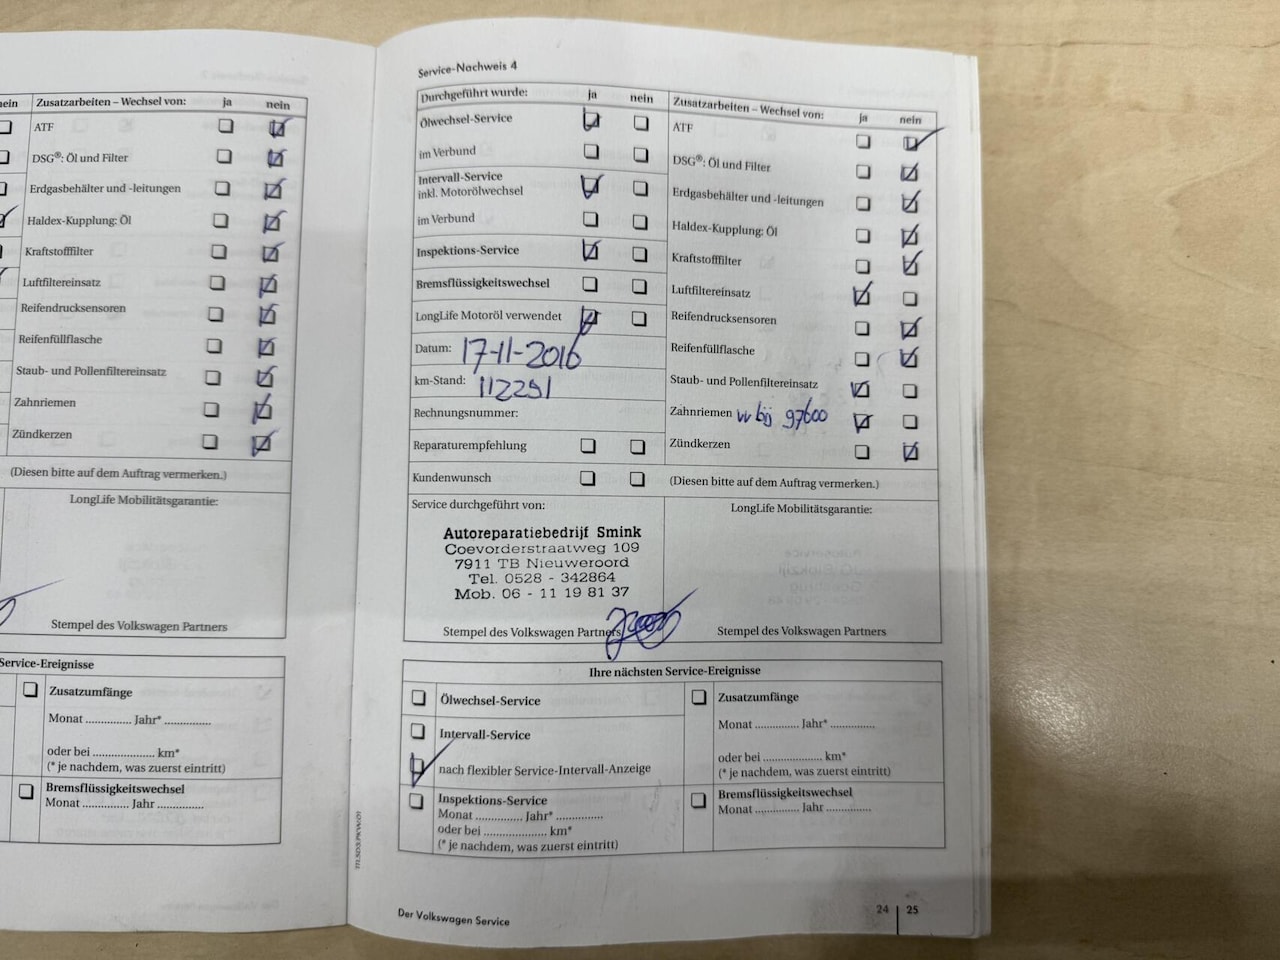 nein Zusatzarbeiten – Wechsel von: ja nein
ATF
DSG®: Öl und Filter
Erdgasbehälter und -leitungen
Haldex-Kupplung: Öl
Kraftstofffilter
Luftfiltereinsatz
Reifendrucksensoren
Reifenfüllflasche
Staub- und Pollenfiltereinsatz
Zahnriemen
Zündkerzen
(Diesen bitte auf dem Auftrag vermerken.)
LongLife Mobilitätsgarantie:
Stempel des Volkswagen Partners
Service-Ereignisse
Zusatzumfänge
Monat ............... Jahr* ...............
oder bei .................... km*
(* je nachdem, was zuerst eintritt)
Bremsflüssigkeitswechsel
Monat ............... Jahr ...............
Service-Nachweis 4
Durchgeführt wurde: ja nein
Ölwechsel-Service
im Verbund
Intervall-Service
inkl. Motorölwechsel
im Verbund
Inspektions-Service
Bremsflüssigkeitswechsel
LongLife Motoröl verwendet
Datum: 17-11-2016
km-Stand: 112291
Rechnungsnummer:
Reparaturempfehlung
Kundenwunsch
Zusatzarbeiten – Wechsel von: ja nein
ATF
DSG®: Öl und Filter
Erdgasbehälter und -leitungen
Haldex-Kupplung: Öl
Kraftstofffilter
Luftfiltereinsatz
Reifendrucksensoren
Reifenfüllflasche
Staub- und Pollenfiltereinsatz
Zahnriemen vv bij 97600
Zündkerzen
(Diesen bitte auf dem Auftrag vermerken.)
Service durchgeführt von:
Autoreparatiebedrijf Smink
Coevorderstraatweg 109
7911 TB Nieuweroord
Tel. 0528 - 342864
Mob. 06 - 11 19 81 37
Stempel des Volkswagen Partners
LongLife Mobilitätsgarantie:
Stempel des Volkswagen Partners
Ihre nächsten Service-Ereignisse
Ölwechsel-Service
Intervall-Service
nach flexibler Service-Intervall-Anzeige
Inspektions-Service
Monat ............... Jahr* ...............
oder bei .................... km*
(* je nachdem, was zuerst eintritt)
Zusatzumfänge
Monat ............... Jahr* ...............
oder bei .................... km*
(* je nachdem, was zuerst eintritt)
Bremsflüssigkeitswechsel
Monat ............... Jahr ...............
Der Volkswagen Service
24 25